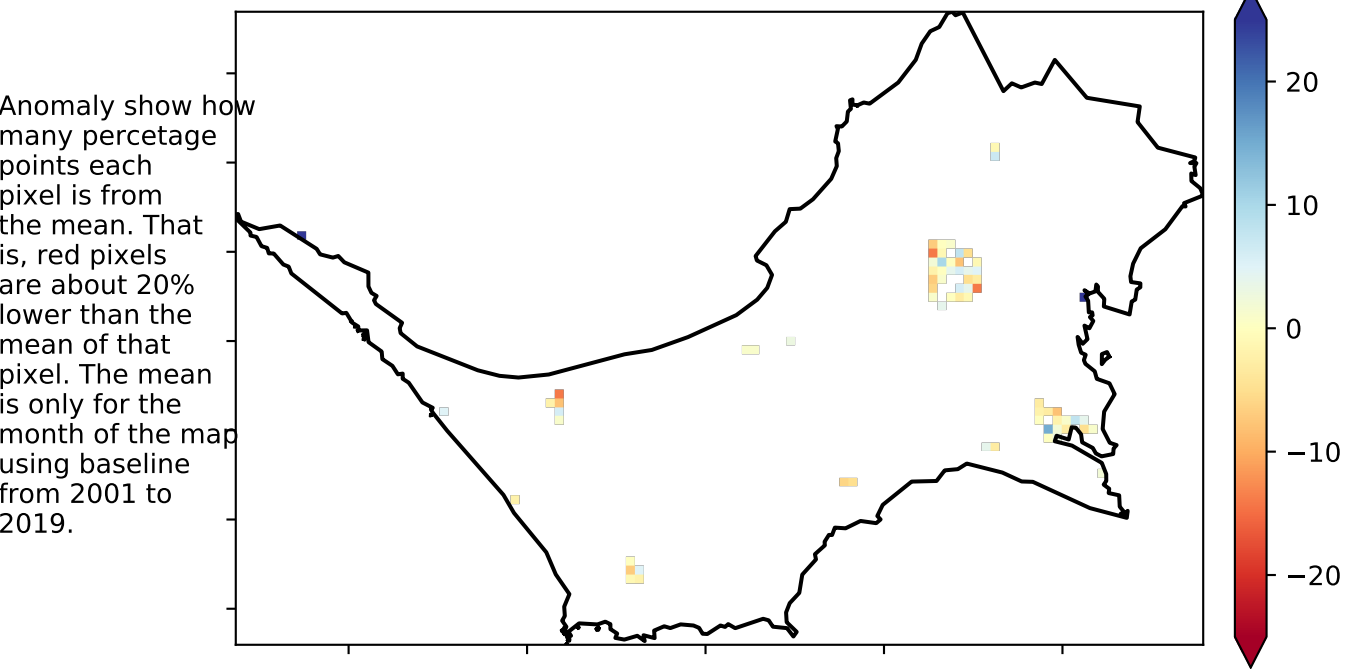 Anomaly show how
many percetage
points each
pixel is from
the mean. That
is, red pixels
are about 20%
lower than the
mean of that
pixel. The mean
is only for the
month of the map
using baseline
from 2001 to
2019.
20
10
0
−10
−20